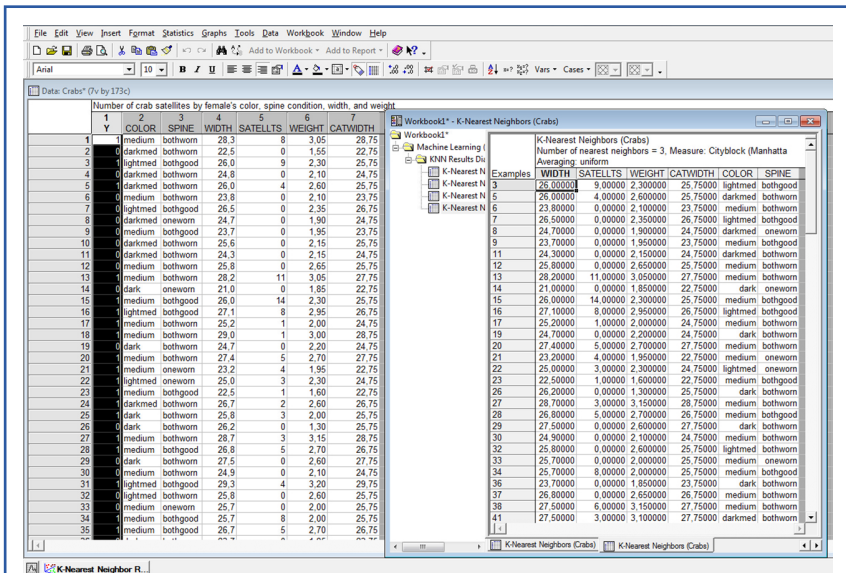 File Edit View Insert Format Statistics Graphs Tools Data Workbook Window Help
Add to Workbook Add to Report
Arial 10 B I U Vars Cases
Data: Crabs* (7v by 173c)
Number of crab satellites by female's color, spine condition, width, and weight
1 2 3 4 5 6 7
Y COLOR SPINE WIDTH SATELLTS WEIGHT CATWIDTH
1 1 medium bothworn 28,3 8 3,05 28,75
2 0 darkmed bothworn 22,5 0 1,55 22,75
3 1 lightmed bothgood 26,0 9 2,30 25,75
4 0 darkmed bothworn 24,8 0 2,10 24,75
5 1 darkmed bothworn 26,0 4 2,60 25,75
6 0 medium bothworn 23,8 0 2,10 23,75
7 0 lightmed bothgood 26,5 0 2,35 26,75
8 0 darkmed oneworn 24,7 0 1,90 24,75
9 0 medium bothgood 23,7 0 1,95 23,75
10 0 darkmed bothworn 25,6 0 2,15 25,75
11 0 darkmed bothworn 24,3 0 2,15 24,75
12 0 medium bothworn 25,8 0 2,65 25,75
13 1 medium bothworn 28,2 11 3,05 27,75
14 0 dark oneworn 21,0 0 1,85 22,75
15 1 medium bothgood 26,0 14 2,30 25,75
16 1 lightmed bothgood 27,1 8 2,95 26,75
17 1 medium bothworn 25,2 1 2,00 24,75
18 1 medium bothworn 29,0 1 3,00 28,75
19 0 dark bothworn 24,7 0 2,20 24,75
20 1 medium bothworn 27,4 5 2,70 27,75
21 1 medium oneworn 23,2 4 1,95 22,75
22 1 lightmed oneworn 25,0 3 2,30 24,75
23 1 medium bothgood 22,5 1 1,60 22,75
24 1 darkmed bothworn 26,7 2 2,60 26,75
25 1 dark bothworn 25,8 3 2,00 25,75
26 0 dark bothworn 26,2 0 1,30 25,75
27 1 medium bothworn 28,7 3 3,15 28,75
28 1 medium bothgood 26,8 5 2,70 26,75
29 0 dark bothworn 27,5 0 2,60 27,75
30 0 medium bothworn 24,9 0 2,10 24,75
31 1 lightmed bothgood 29,3 4 3,20 29,75
32 0 lightmed bothworn 25,8 0 2,60 25,75
33 0 medium oneworn 25,7 0 2,00 25,75
34 1 medium bothgood 25,7 8 2,00 25,75
35 1 medium bothgood 26,7 5 2,70 26,75
Workbook1* - K-Nearest Neighbors (Crabs)
Workbook1*
Machine Learning (
KNN Results Dia
K-Nearest N
K-Nearest N
K-Nearest N
K-Nearest N
K-Nearest Neighbors (Crabs)
Number of nearest neighbors = 3, Measure: Cityblock (Manhatta
Averaging: uniform
Examples WIDTH SATELLTS WEIGHT CATWIDTH COLOR SPINE
3 26,00000 9,00000 2,300000 25,75000 lightmed bothgood
5 26,00000 4,00000 2,600000 25,75000 darkmed bothworn
6 23,80000 0,00000 2,100000 23,75000 medium bothworn
7 26,50000 0,00000 2,350000 26,75000 lightmed bothgood
8 24,70000 0,00000 1,900000 24,75000 darkmed oneworn
9 23,70000 0,00000 1,950000 23,75000 medium bothgood
11 24,30000 0,00000 2,150000 24,75000 darkmed bothworn
12 25,80000 0,00000 2,650000 25,75000 medium bothworn
13 28,20000 11,00000 3,050000 27,75000 medium bothworn
14 21,00000 0,00000 1,850000 22,75000 dark oneworn
15 26,00000 14,00000 2,300000 25,75000 medium bothgood
16 27,10000 8,00000 2,950000 26,75000 lightmed bothgood
17 25,20000 1,00000 2,000000 24,75000 medium bothworn
19 24,70000 0,00000 2,200000 24,75000 dark bothworn
20 27,40000 5,00000 2,700000 27,75000 medium bothworn
21 23,20000 4,00000 1,950000 22,75000 medium oneworn
22 25,00000 3,00000 2,300000 24,75000 lightmed oneworn
23 22,50000 1,00000 1,600000 22,75000 medium bothgood
26 26,20000 0,00000 1,300000 25,75000 dark bothworn
27 28,70000 3,00000 3,150000 28,75000 medium bothworn
28 26,80000 5,00000 2,700000 26,75000 medium bothgood
29 27,50000 0,00000 2,600000 27,75000 dark bothworn
30 24,90000 0,00000 2,100000 24,75000 medium bothworn
32 25,80000 0,00000 2,600000 25,75000 lightmed bothworn
33 25,70000 0,00000 2,000000 25,75000 medium oneworn
34 25,70000 8,00000 2,000000 25,75000 medium bothgood
36 23,70000 0,00000 1,850000 23,75000 dark bothworn
37 26,80000 0,00000 2,650000 26,75000 medium bothworn
38 27,50000 6,00000 3,150000 27,75000 medium bothworn
41 27,50000 3,00000 3,100000 27,75000 darkmed bothworn
K-Nearest Neighbors (Crabs) K-Nearest Neighbors (Crabs)
K-Nearest Neighbor R...